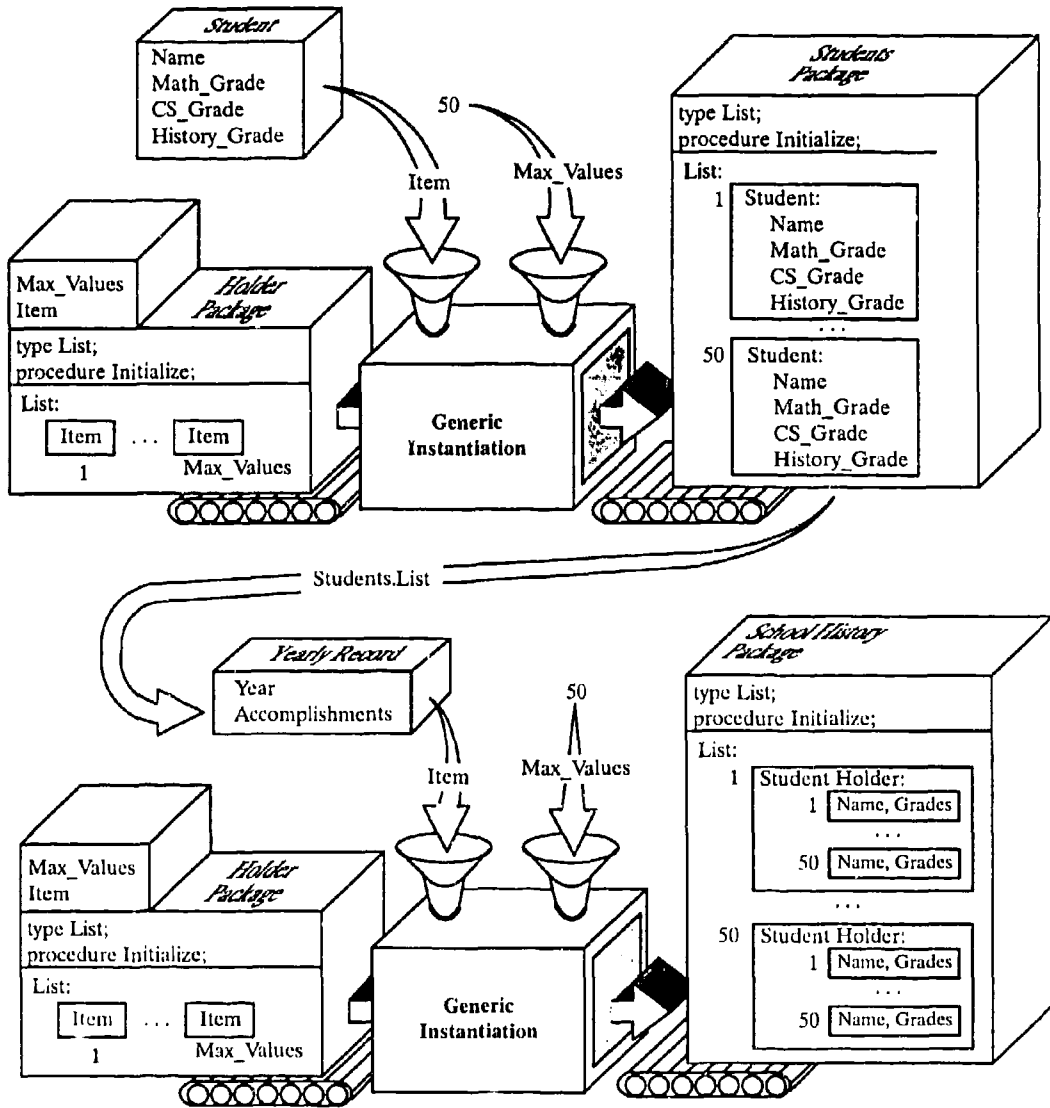 Student
Name
Math_Grade
CS_Grade
History_Grade
50
Item
Max_Values
Students
Package
type List;
procedure Initialize;
List:
1 Student:
Name
Math_Grade
CS_Grade
History_Grade
...
50 Student:
Name
Math_Grade
CS_Grade
History_Grade
Max_Values
Item
Holder
Package
type List;
procedure Initialize;
List:
Item ... Item
1 Max_Values
Generic
Instantiation
Students.List
Yearly Record
Year
Accomplishments
50
Item
Max_Values
School History
Package
type List;
procedure Initialize;
List:
1 Student Holder:
1 Name, Grades
...
50 Name, Grades
...
50 Student Holder:
1 Name, Grades
...
50 Name, Grades
Max_Values
Item
Holder
Package
type List;
procedure Initialize;
List:
Item ... Item
1 Max_Values
Generic
Instantiation